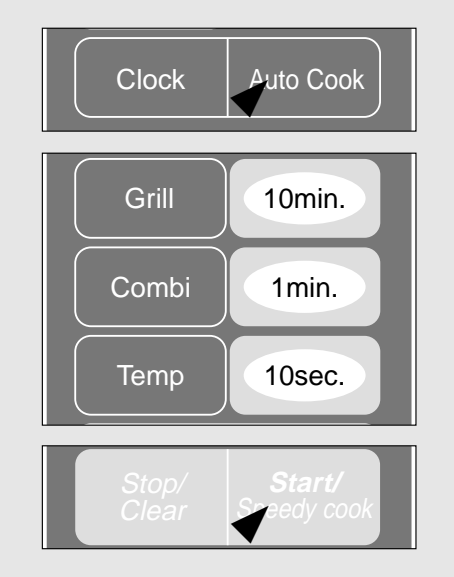 Clock Auto Cook
Grill 10min.
Combi 1min.
Temp 10sec.
Stop/ Start/
Clear Speedy cook